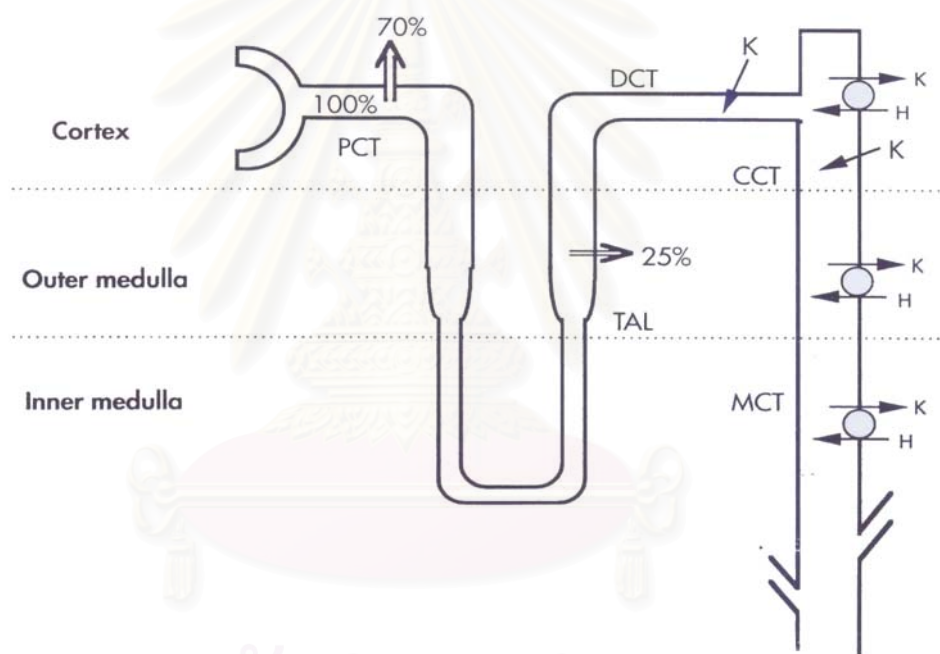 70%
K
DCT
K
100%
H
Cortex
PCT
K
CCT
25%
K
Outer medulla
H
TAL
Inner medulla
MCT
K
H